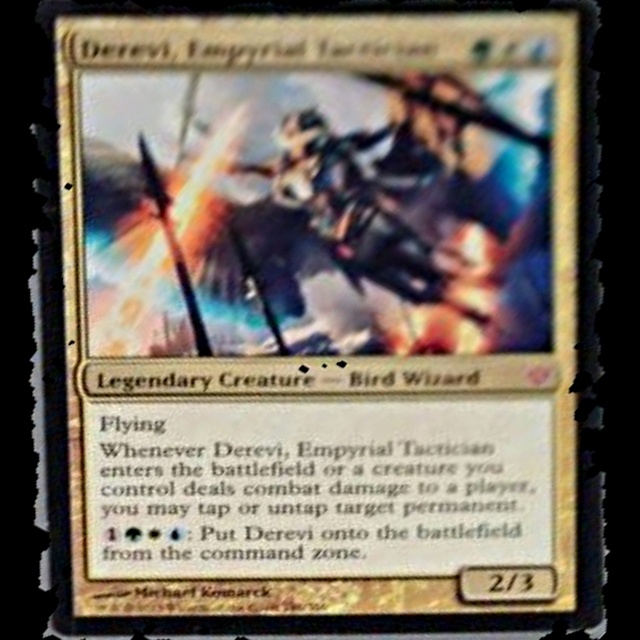 Derevi, Empyrial Tactician
Legendary Creature — Bird Wizard
Flying
Whenever Derevi, Empyrial Tactician
enters the battlefield or a creature you
control deals combat damage to a player,
you may tap or untap target permanent.
1 : Put Derevi onto the battlefield
from the command zone.
2/3
Michael Komarck